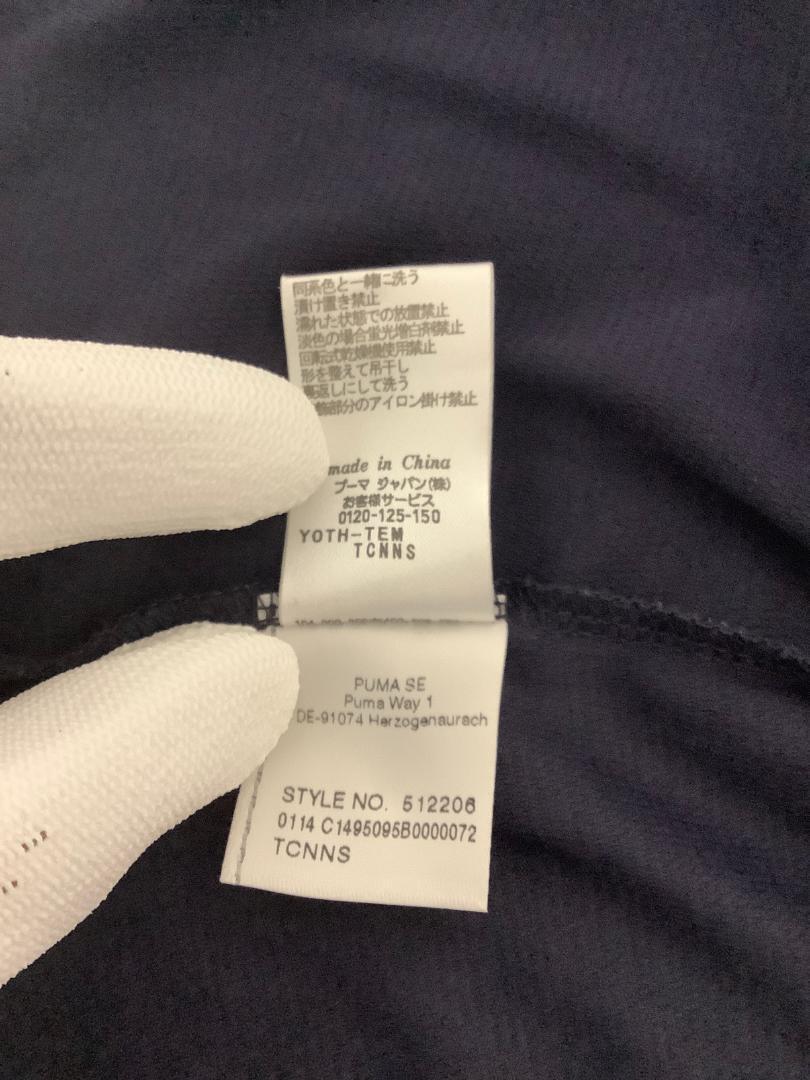 同系色と一緒に洗う
漬け置き禁止
濡れた状態での放置禁止
淡色の場合蛍光増白剤禁止
回転式乾燥機使用禁止
形を整えて吊干し
裏返しにして洗う
飾部分のアイロン掛け禁止
made in China
プーマ ジャパン(株)
お客様サービス
0120-125-150
YOTH-TEM
TCNNS
PUMA SE
Puma Way 1
DE-91074 Herzogenaurach
STYLE NO. 512206
0114 C1495095B0000072
TCNNS